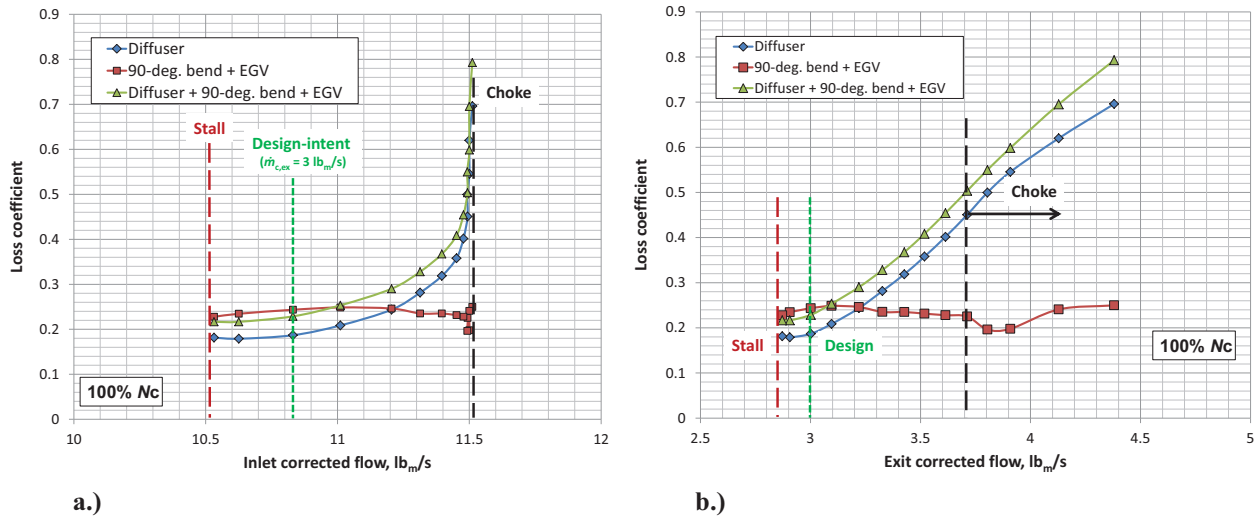 0.9
0.8
0.7
0.6
0.5
0.4
0.3
0.2
0.1
0
Loss coefficient
Diffuser
90-deg. bend + EGV
Diffuser + 90-deg. bend + EGV
Stall
Design-intent
(ṁc,ex = 3 lbm/s)
Choke
100% Nc
10 10.5 11 11.5 12
Inlet corrected flow, lbm/s
a.)
0.9
0.8
0.7
0.6
0.5
0.4
0.3
0.2
0.1
0
Loss coefficient
Diffuser
90-deg. bend + EGV
Diffuser + 90-deg. bend + EGV
Choke
Stall
Design
100% Nc
2.5 3 3.5 4 4.5 5
Exit corrected flow, lbm/s
b.)